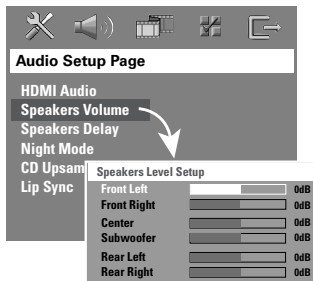 Audio Setup Page
HDMI Audio
Speakers Volume
Speakers Delay
Night Mode
CD Upsam
Lip Sync
Speakers Level Setup
Front Left 0dB
Front Right 0dB
Center 0dB
Subwoofer 0dB
Rear Left 0dB
Rear Right 0dB